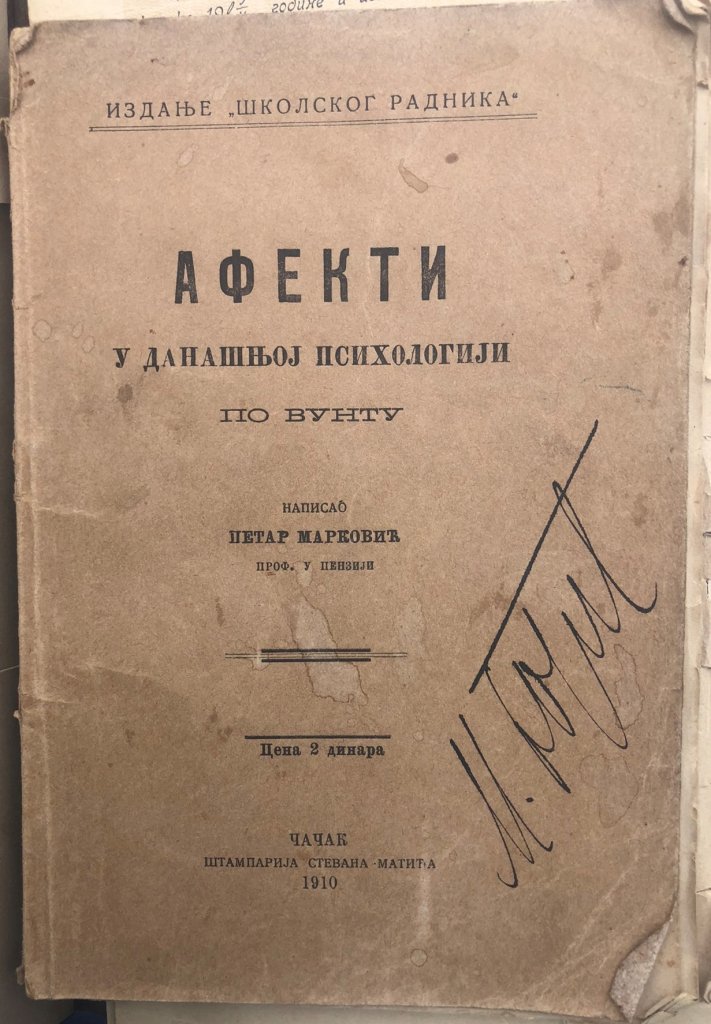 године и
ИЗДАЊЕ „ШКОЛСКОГ РАДНИКА“
АФЕКТИ
У ДАНАШЊОЈ ПСИХОЛОГИЈИ
ПО ВУНТУ
НАПИСАО
ПЕТАР МАРКОВИЋ
ПРОФ. У ПЕНЗИЈИ
Цена 2 динара
ЧАЧАК
ШТАМПАРИЈА СТЕВАНА МАТИЋА
1910